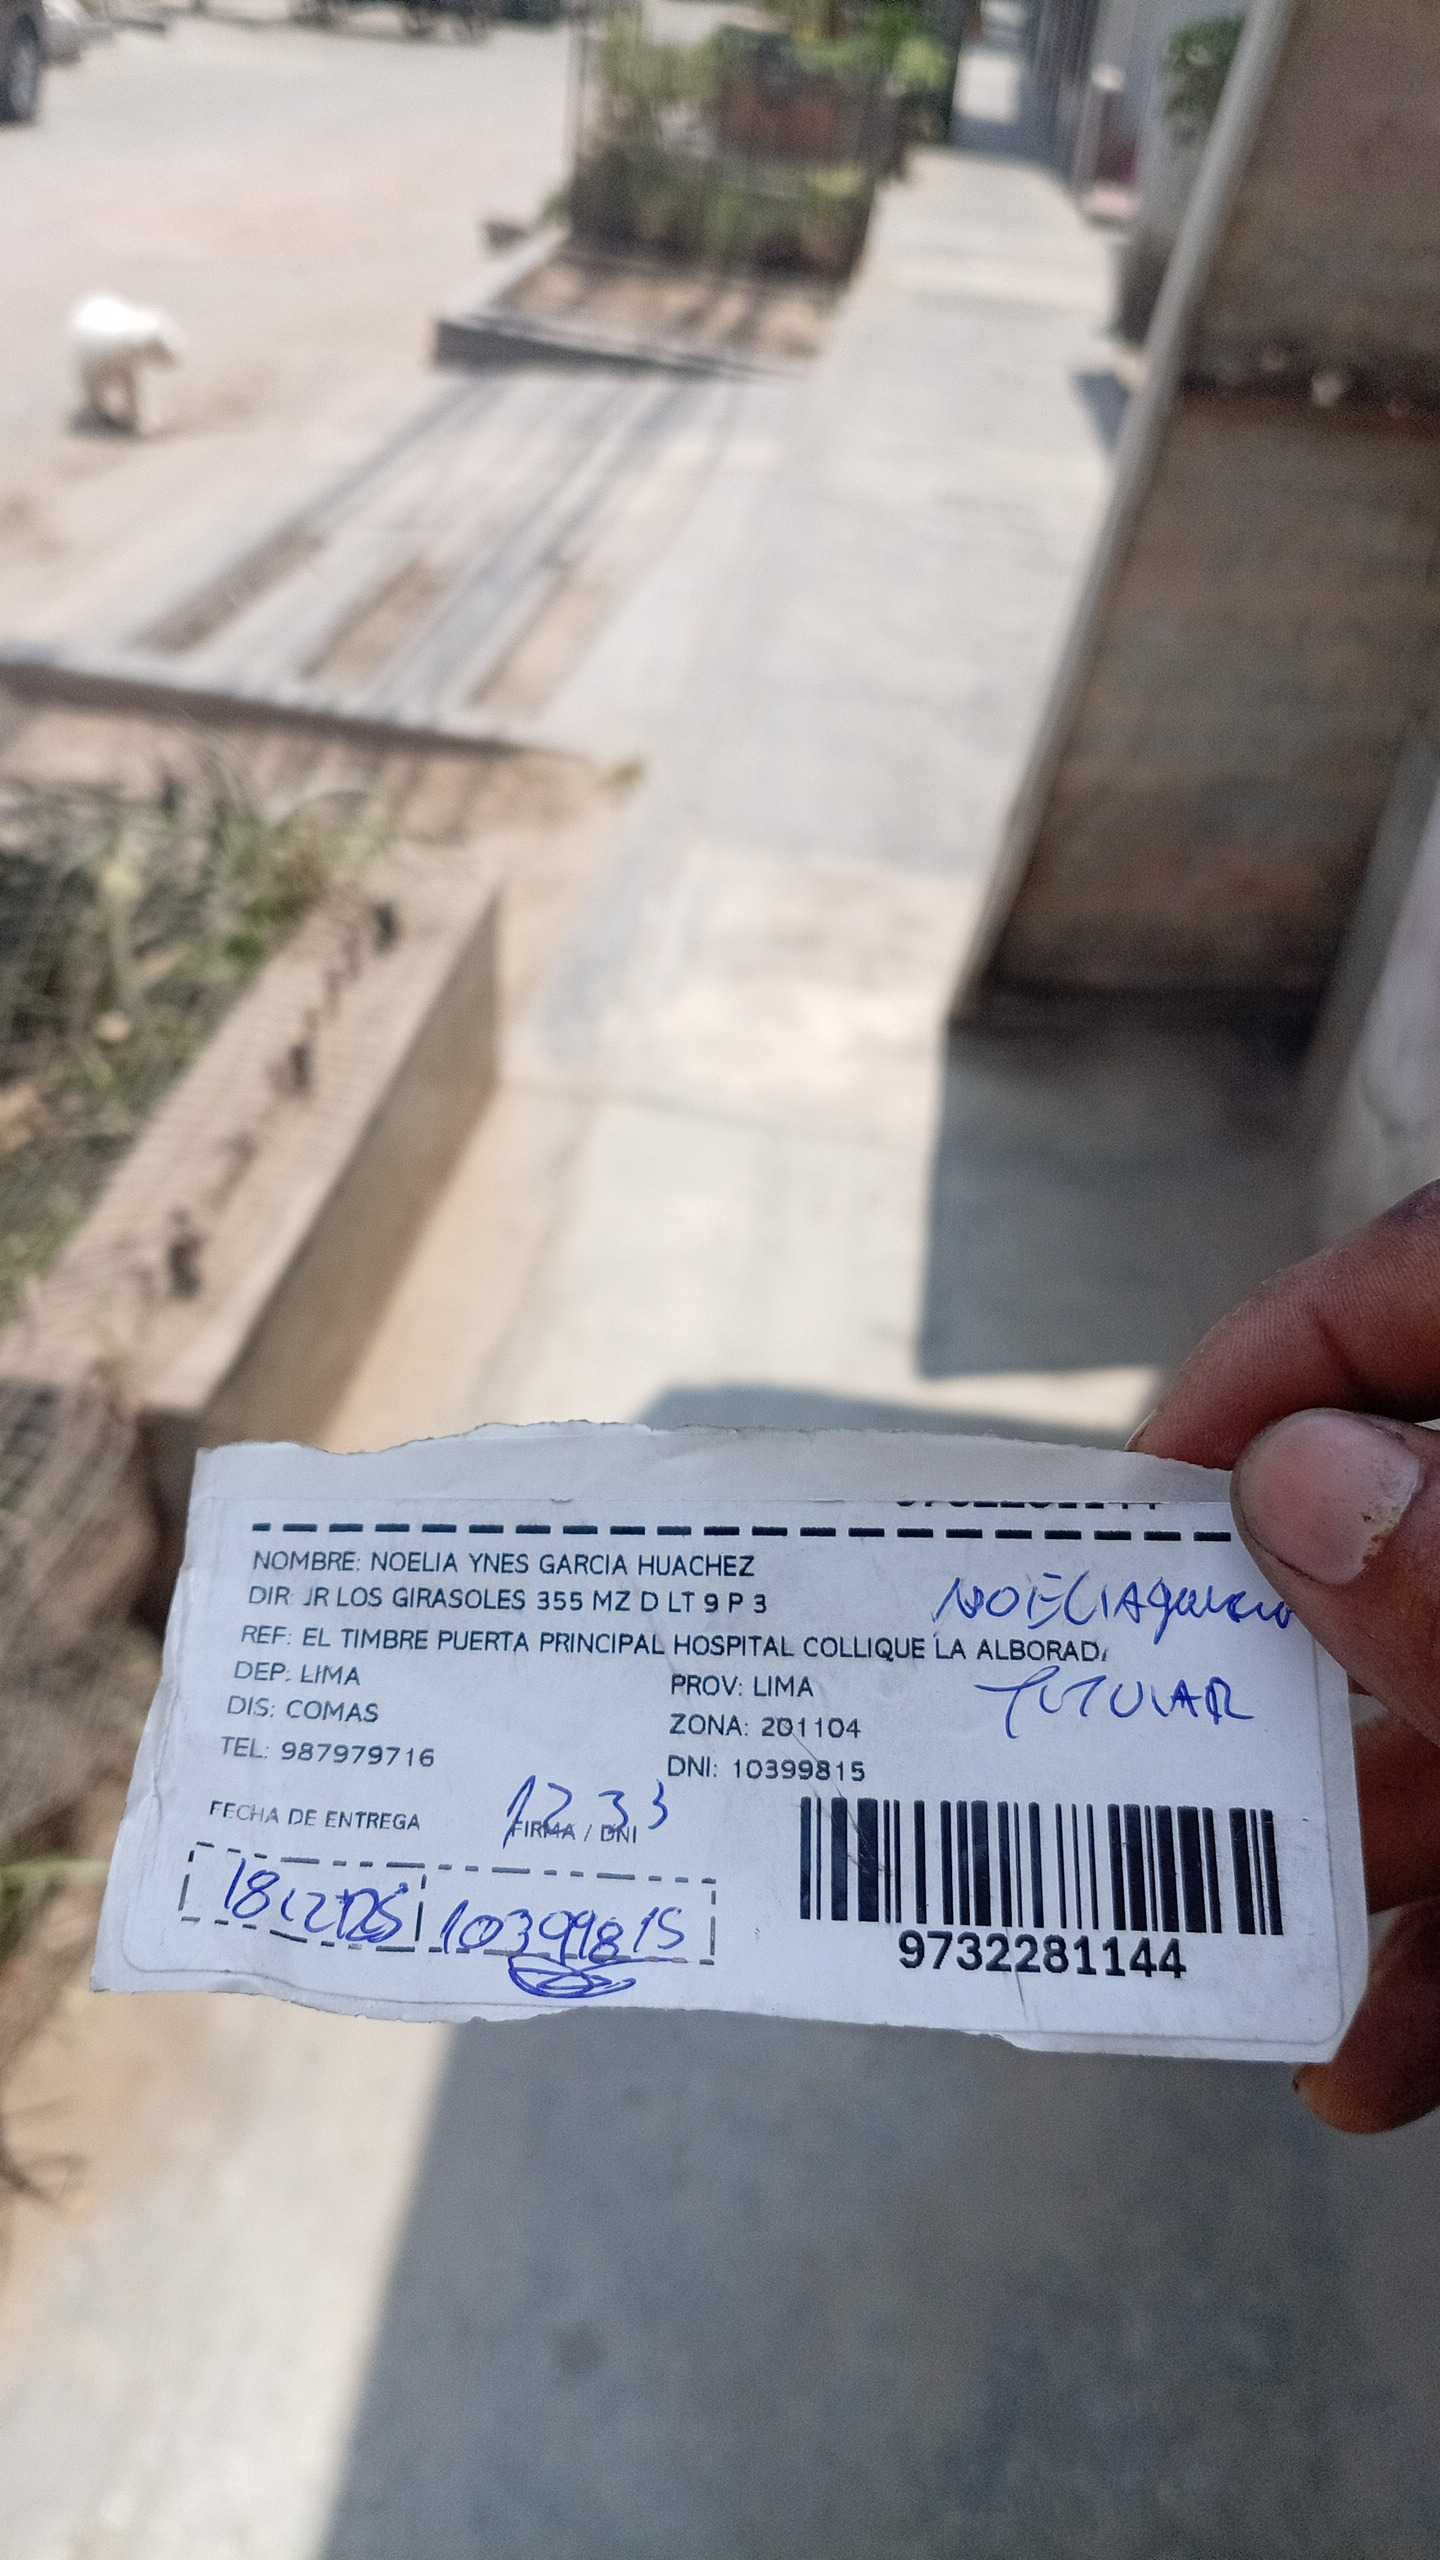 NOMBRE: NOELIA YNES GARCIA HUACHEZ
DIR: JR LOS GIRASOLES 355 MZ D LT 9 P 3
REF: EL TIMBRE PUERTA PRINCIPAL HOSPITAL COLLIQUE LA ALBORAD
NOELIA
DEP: LIMA PROV: LIMA
DIS: COMAS ZONA: 201104
TEL: 987979716 DNI: 10399815
FECHA DE ENTREGA FIRMA / DNI
12 33
10399815
9732281144